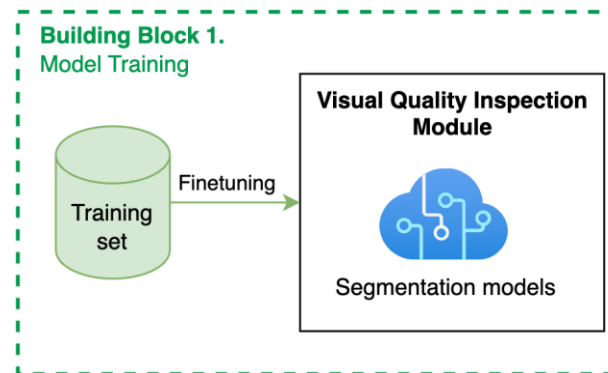 Building Block 1.
Model Training
Visual Quality Inspection
Module
Finetuning
Training
set
Segmentation models